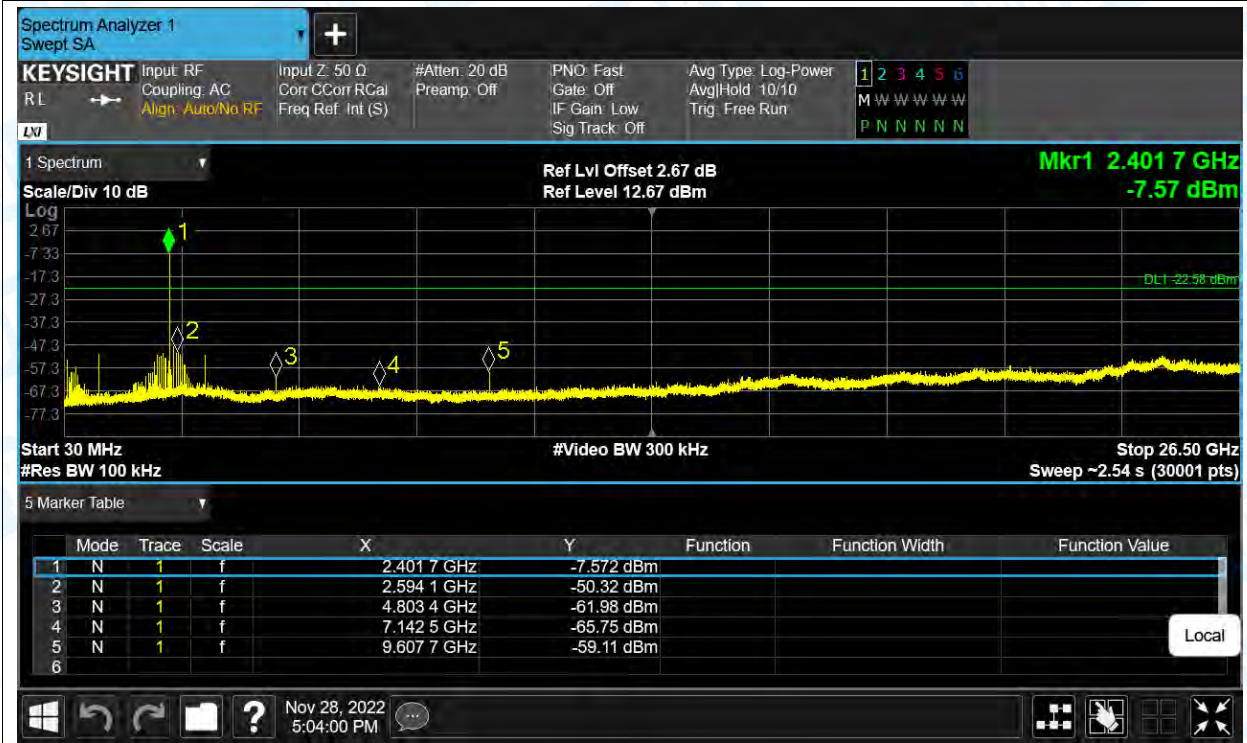 Spectrum Analyzer 1
Swept SA
KEYSIGHT
RL
LXI
Input: RF
Coupling: AC
Align: Auto/No RF
Input Z: 50 Ω
Corr CCorr RCal
Freq Ref: Int (S)
#Atten: 20 dB
Preamp: Off
PNO: Fast
Gate: Off
IF Gain: Low
Sig Track: Off
Avg Type: Log-Power
Avg|Hold: 10/10
Trig: Free Run
1 2 3 4 5 6
M W W W W W
P N N N N N
1 Spectrum
Scale/Div 10 dB
Ref Lvl Offset 2.67 dB
Ref Level 12.67 dBm
Mkr1 2.401 7 GHz
-7.57 dBm
Log
2.67
-7.33
-17.3
-27.3
-37.3
-47.3
-57.3
-67.3
-77.3
1
2
3
4
5
DL1 -22.58 dBm
Start 30 MHz
#Res BW 100 kHz
#Video BW 300 kHz
Stop 26.50 GHz
Sweep ~2.54 s (30001 pts)
5 Marker Table
Mode Trace Scale X Y Function Function Width Function Value
1 N 1 f 2.401 7 GHz -7.572 dBm
2 N 1 f 2.594 1 GHz -50.32 dBm
3 N 1 f 4.803 4 GHz -61.98 dBm
4 N 1 f 7.142 5 GHz -65.75 dBm
5 N 1 f 9.607 7 GHz -59.11 dBm
6
Local
?
Nov 28, 2022
5:04:00 PM